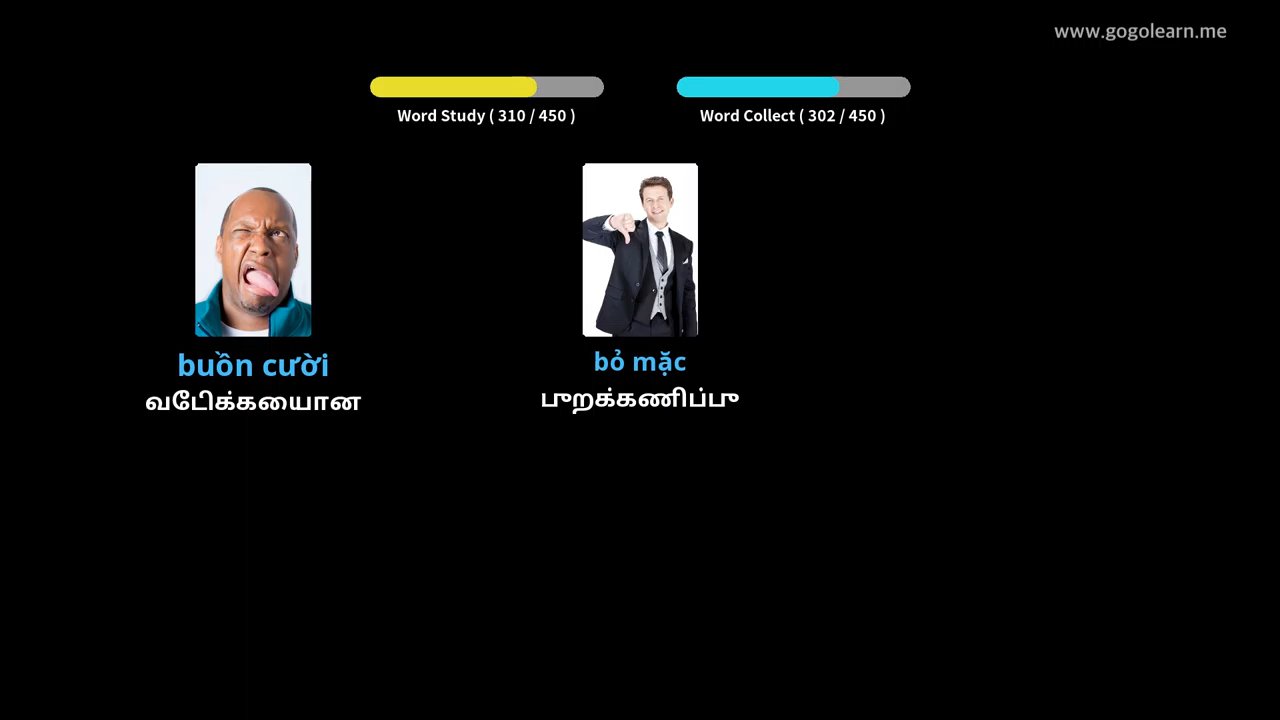 www.gogolearn.me
Word Study ( 310 / 450 )
Word Collect ( 302 / 450 )
buồn cười
வேடிக்கையான
bỏ mặc
புறக்கணிப்பு